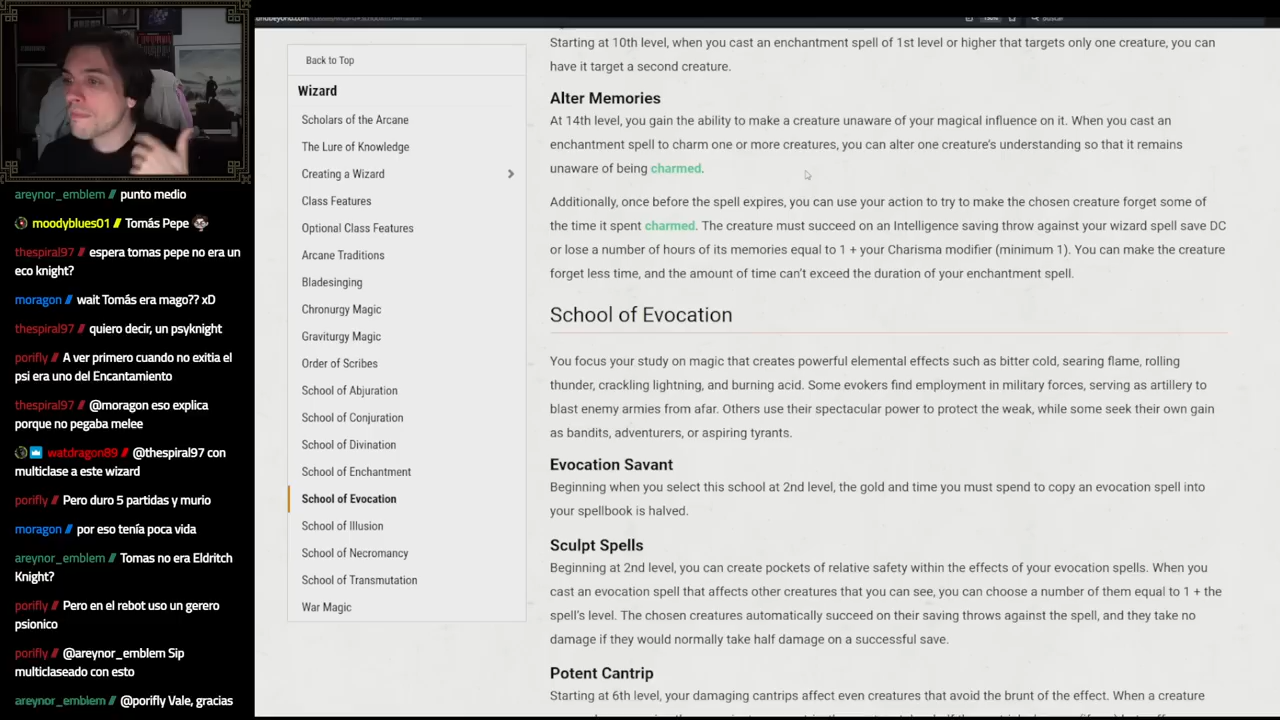 areynor_emblem // punto medio
moodyblues01 // Tomás Pepe
thespiral97 // espera tomas pepe no era un
eco knight?
moragon // wait Tomás era mago?? xD
thespiral97 // quiero decir, un psyknight
porifly // A ver primero cuando no exitia el
psi era uno del Encantamiento
thespiral97 // @moragon eso explica
porque no pegaba melee
watdragon89 // @thespiral97 con
multiclase a este wizard
porifly // Pero duro 5 partidas y murio
moragon // por eso tenía poca vida
areynor_emblem // Tomas no era Eldritch
Knight?
porifly // Pero en el rebot uso un gerero
psionico
porifly // @areynor_emblem Sip
multiclaseado con esto
areynor_emblem // @porifly Vale, gracias
Back to Top
Wizard
Scholars of the Arcane
The Lure of Knowledge
Creating a Wizard
Class Features
Optional Class Features
Arcane Traditions
Bladesinging
Chronurgy Magic
Graviturgy Magic
Order of Scribes
School of Abjuration
School of Conjuration
School of Divination
School of Enchantment
School of Evocation
School of Illusion
School of Necromancy
School of Transmutation
War Magic
Starting at 10th level, when you cast an enchantment spell of 1st level or higher that targets only one creature, you can
have it target a second creature.
Alter Memories
At 14th level, you gain the ability to make a creature unaware of your magical influence on it. When you cast an
enchantment spell to charm one or more creatures, you can alter one creature's understanding so that it remains
unaware of being charmed.
Additionally, once before the spell expires, you can use your action to try to make the chosen creature forget some of
the time it spent charmed. The creature must succeed on an Intelligence saving throw against your wizard spell save DC
or lose a number of hours of its memories equal to 1 + your Charisma modifier (minimum 1). You can make the creature
forget less time, and the amount of time can't exceed the duration of your enchantment spell.
School of Evocation
You focus your study on magic that creates powerful elemental effects such as bitter cold, searing flame, rolling
thunder, crackling lightning, and burning acid. Some evokers find employment in military forces, serving as artillery to
blast enemy armies from afar. Others use their spectacular power to protect the weak, while some seek their own gain
as bandits, adventurers, or aspiring tyrants.
Evocation Savant
Beginning when you select this school at 2nd level, the gold and time you must spend to copy an evocation spell into
your spellbook is halved.
Sculpt Spells
Beginning at 2nd level, you can create pockets of relative safety within the effects of your evocation spells. When you
cast an evocation spell that affects other creatures that you can see, you can choose a number of them equal to 1 + the
spell's level. The chosen creatures automatically succeed on their saving throws against the spell, and they take no
damage if they would normally take half damage on a successful save.
Potent Cantrip
Starting at 6th level, your damaging cantrips affect even creatures that avoid the brunt of the effect. When a creature